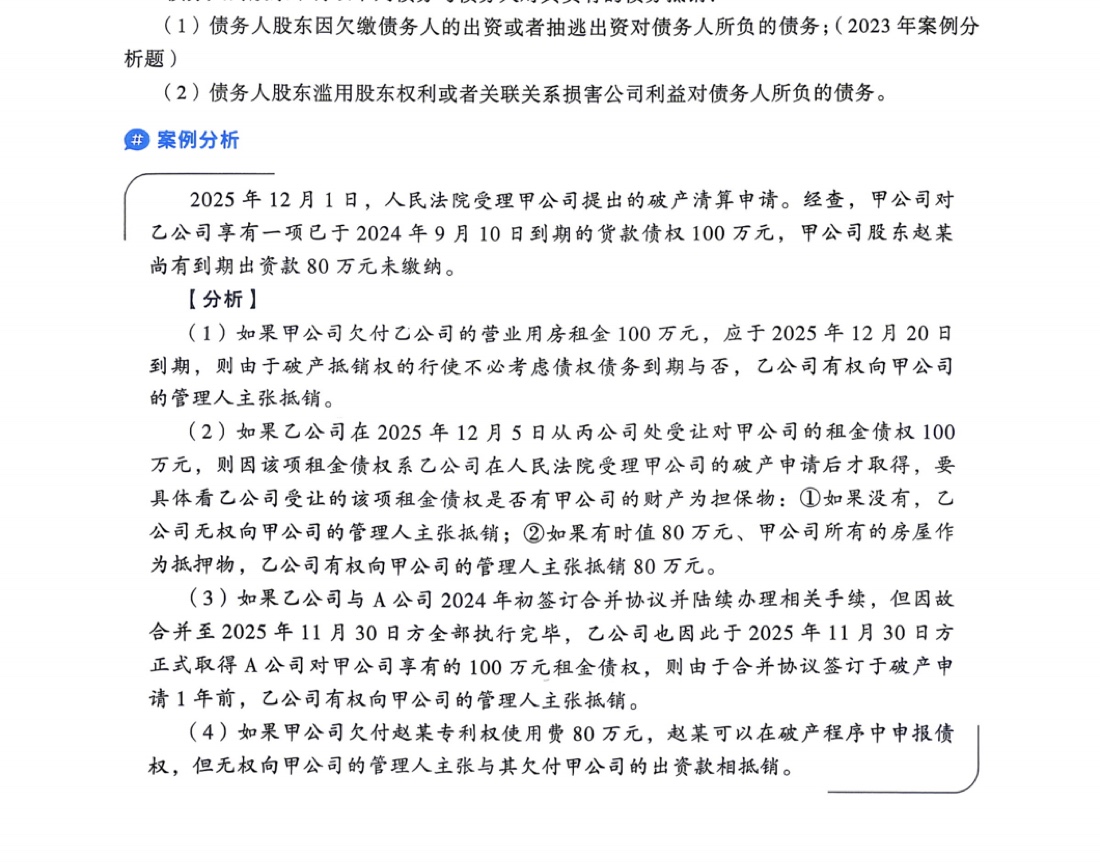 （1）债务人股东因欠缴债务人的出资或者抽逃出资对债务人所负的债务；（2023年案例分
析题）
（2）债务人股东滥用股东权利或者关联关系损害公司利益对债务人所负的债务。
# 案例分析
2025年12月1日，人民法院受理甲公司提出的破产清算申请。经查，甲公司对
乙公司享有一项已于2024年9月10日到期的货款债权100万元，甲公司股东赵某
尚有到期出资款80万元未缴纳。
【分析】
（1）如果甲公司欠付乙公司的营业用房租金100万元，应于2025年12月20日
到期，则由于破产抵销权的行使不必考虑债权债务到期与否，乙公司有权向甲公司
的管理人主张抵销。
（2）如果乙公司在2025年12月5日从丙公司处受让对甲公司的租金债权100
万元，则因该项租金债权系乙公司在人民法院受理甲公司的破产申请后才取得，要
具体看乙公司受让的该项租金债权是否有甲公司的财产为担保物：①如果没有，乙
公司无权向甲公司的管理人主张抵销；②如果有时值80万元、甲公司所有的房屋作
为抵押物，乙公司有权向甲公司的管理人主张抵销80万元。
（3）如果乙公司与A公司2024年初签订合并协议并陆续办理相关手续，但因故
合并至2025年11月30日方全部执行完毕，乙公司也因此于2025年11月30日方
正式取得A公司对甲公司享有的100万元租金债权，则由于合并协议签订于破产申
请1年前，乙公司有权向甲公司的管理人主张抵销。
（4）如果甲公司欠付赵某专利权使用费80万元，赵某可以在破产程序中申报债
权，但无权向甲公司的管理人主张与其欠付甲公司的出资款相抵销。